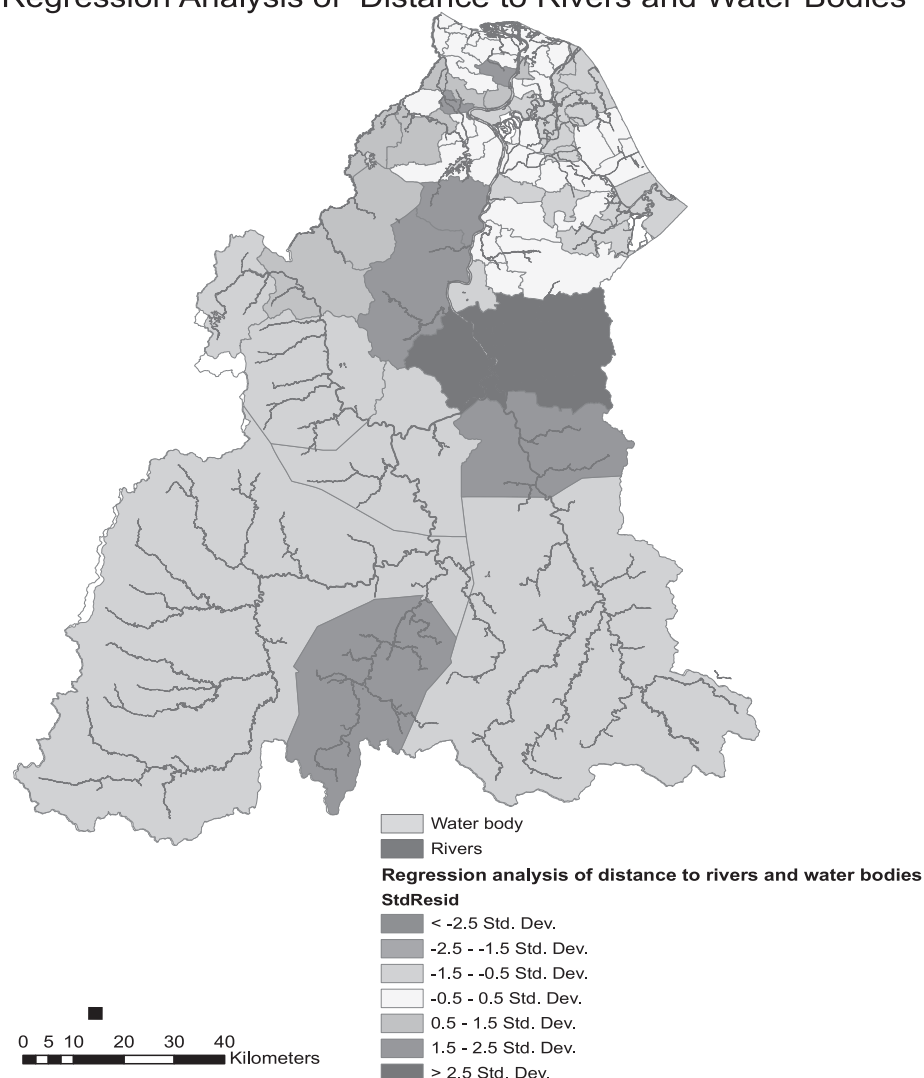 Regression Analysis of Distance to Rivers and Water Bodies
Water body
Rivers
Regression analysis of distance to rivers and water bodies
StdResid
< -2.5 Std. Dev.
-2.5 - -1.5 Std. Dev.
-1.5 - -0.5 Std. Dev.
-0.5 - 0.5 Std. Dev.
0.5 - 1.5 Std. Dev.
1.5 - 2.5 Std. Dev.
> 2.5 Std. Dev.
0 5 10 20 30 40
Kilometers